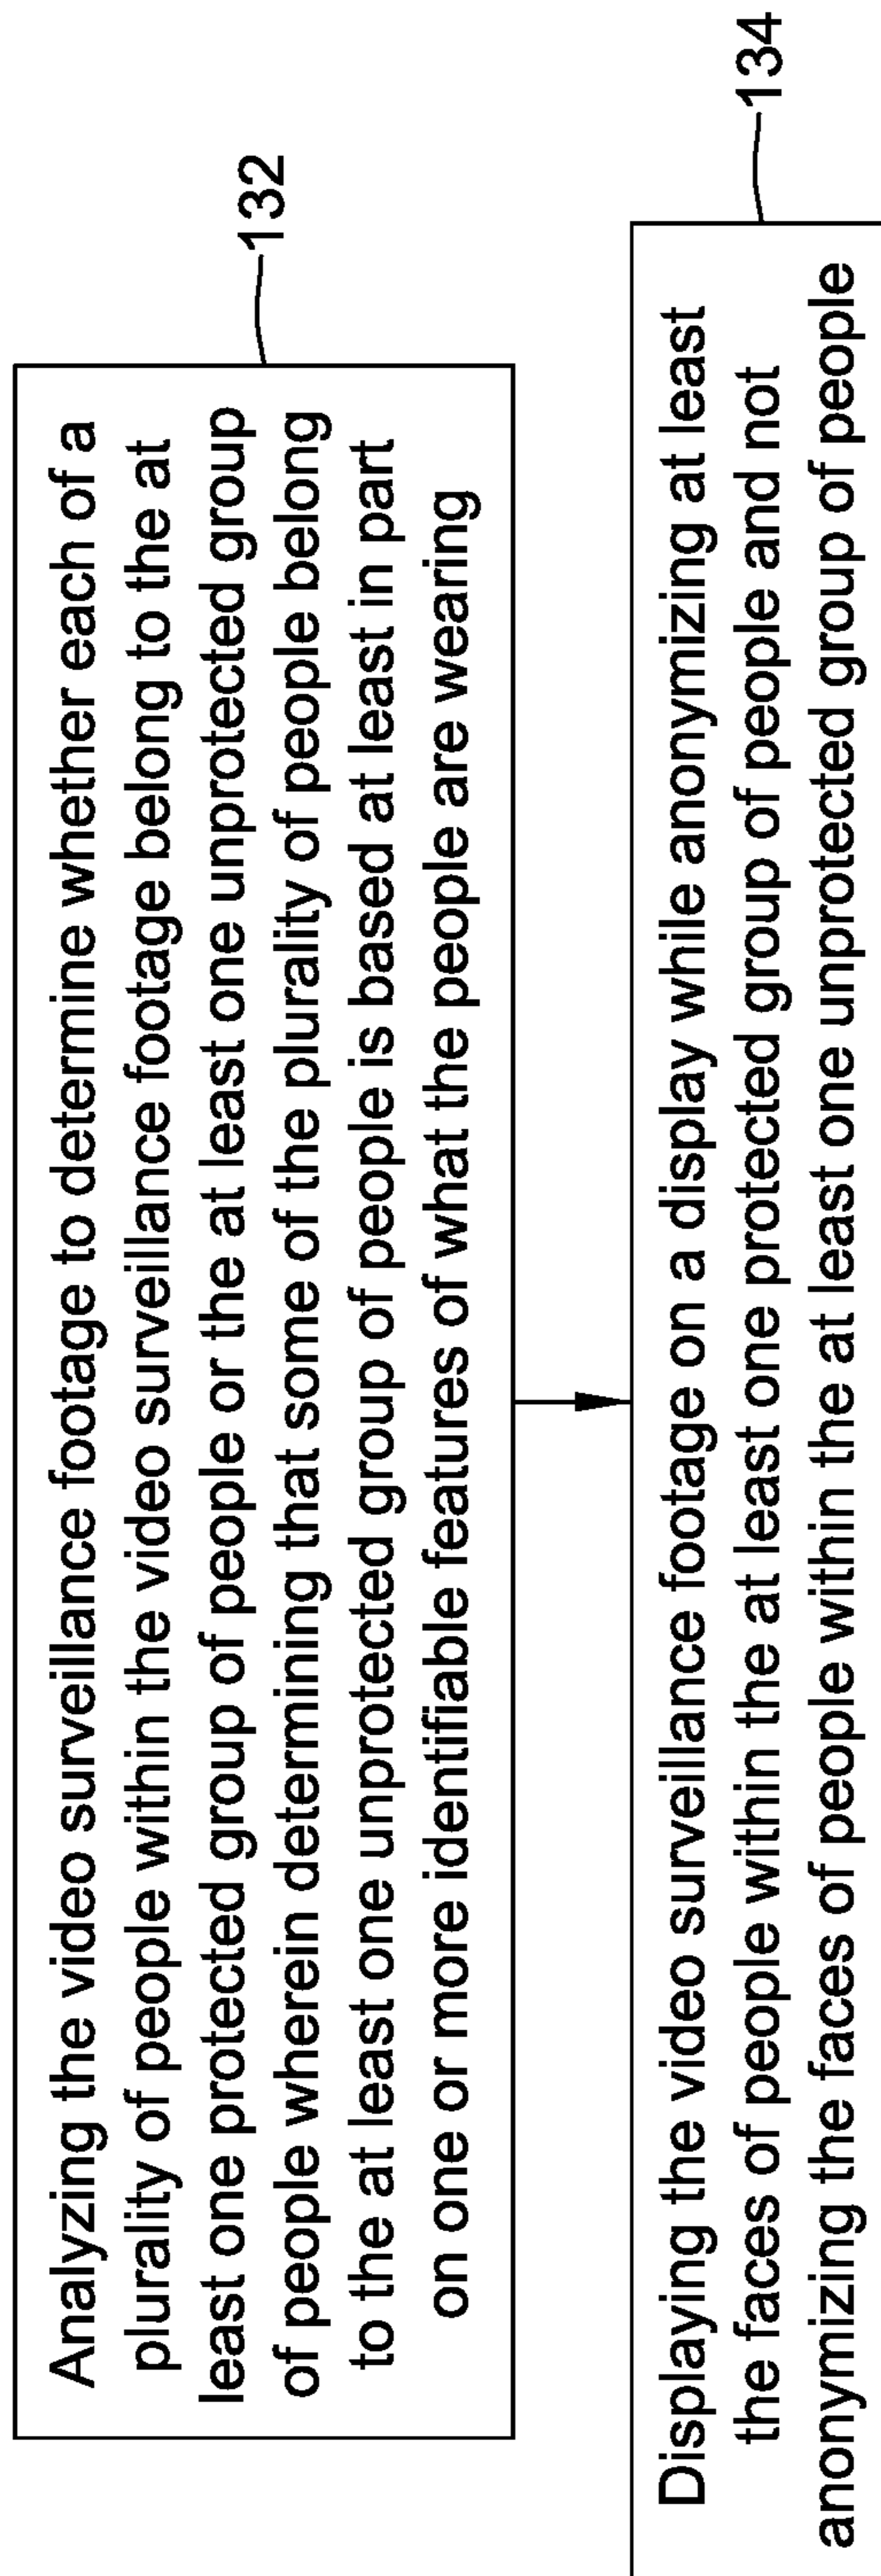 Analyzing the video surveillance footage to determine whether each of a
plurality of people within the video surveillance footage belong to the at
least one protected group of people or the at least one unprotected group
of people wherein determining that some of the plurality of people belong
to the at least one unprotected group of people is based at least in part
on one or more identifiable features of what the people are wearing
132
Displaying the video surveillance footage on a display while anonymizing at least
the faces of people within the at least one protected group of people and not
anonymizing the faces of people within the at least one unprotected group of people
134